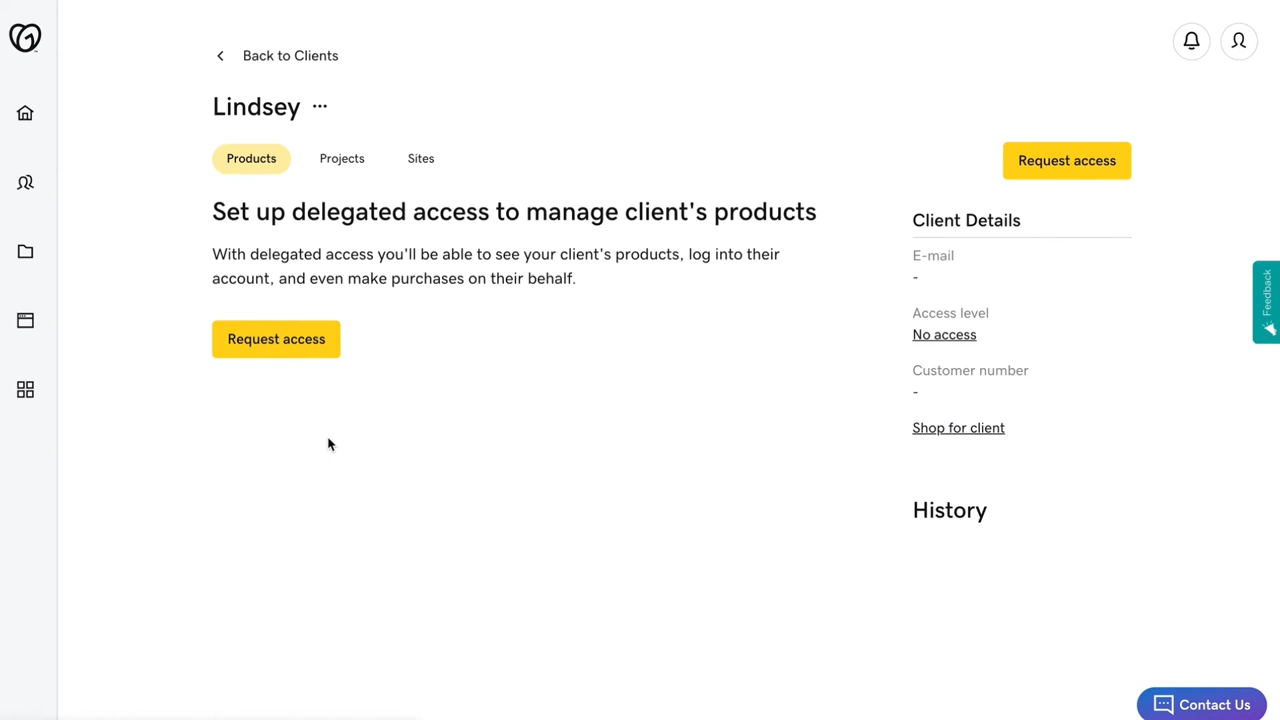 Back to Clients
Lindsey
Products
Projects
Sites
Request access
Set up delegated access to manage client's products
With delegated access you'll be able to see your client's products, log into their
account, and even make purchases on their behalf.
Request access
Client Details
E-mail
-
Access level
No access
Customer number
-
Shop for client
History
Feedback
Contact Us